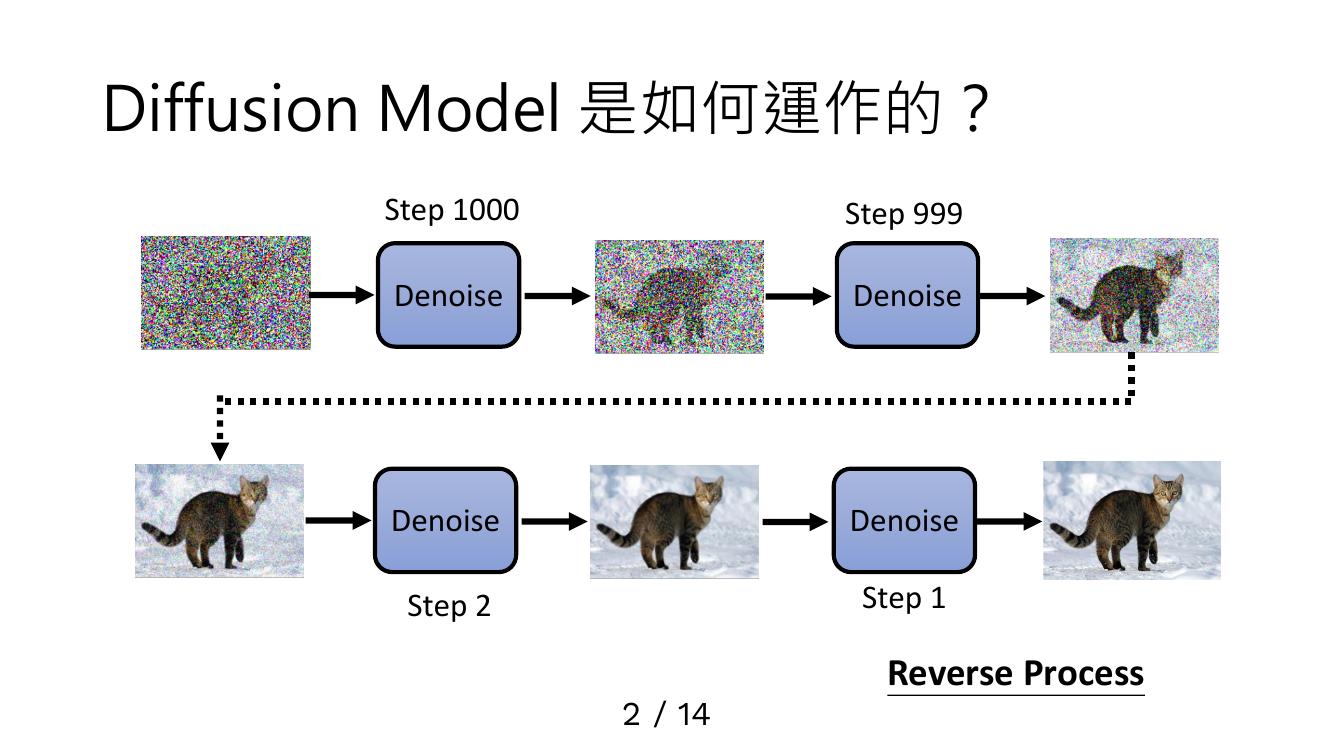 Diffusion Model 是如何運作的？
Step 1000
Step 999
Denoise
Denoise
Denoise
Denoise
Step 2
Step 1
Reverse Process
2 / 14